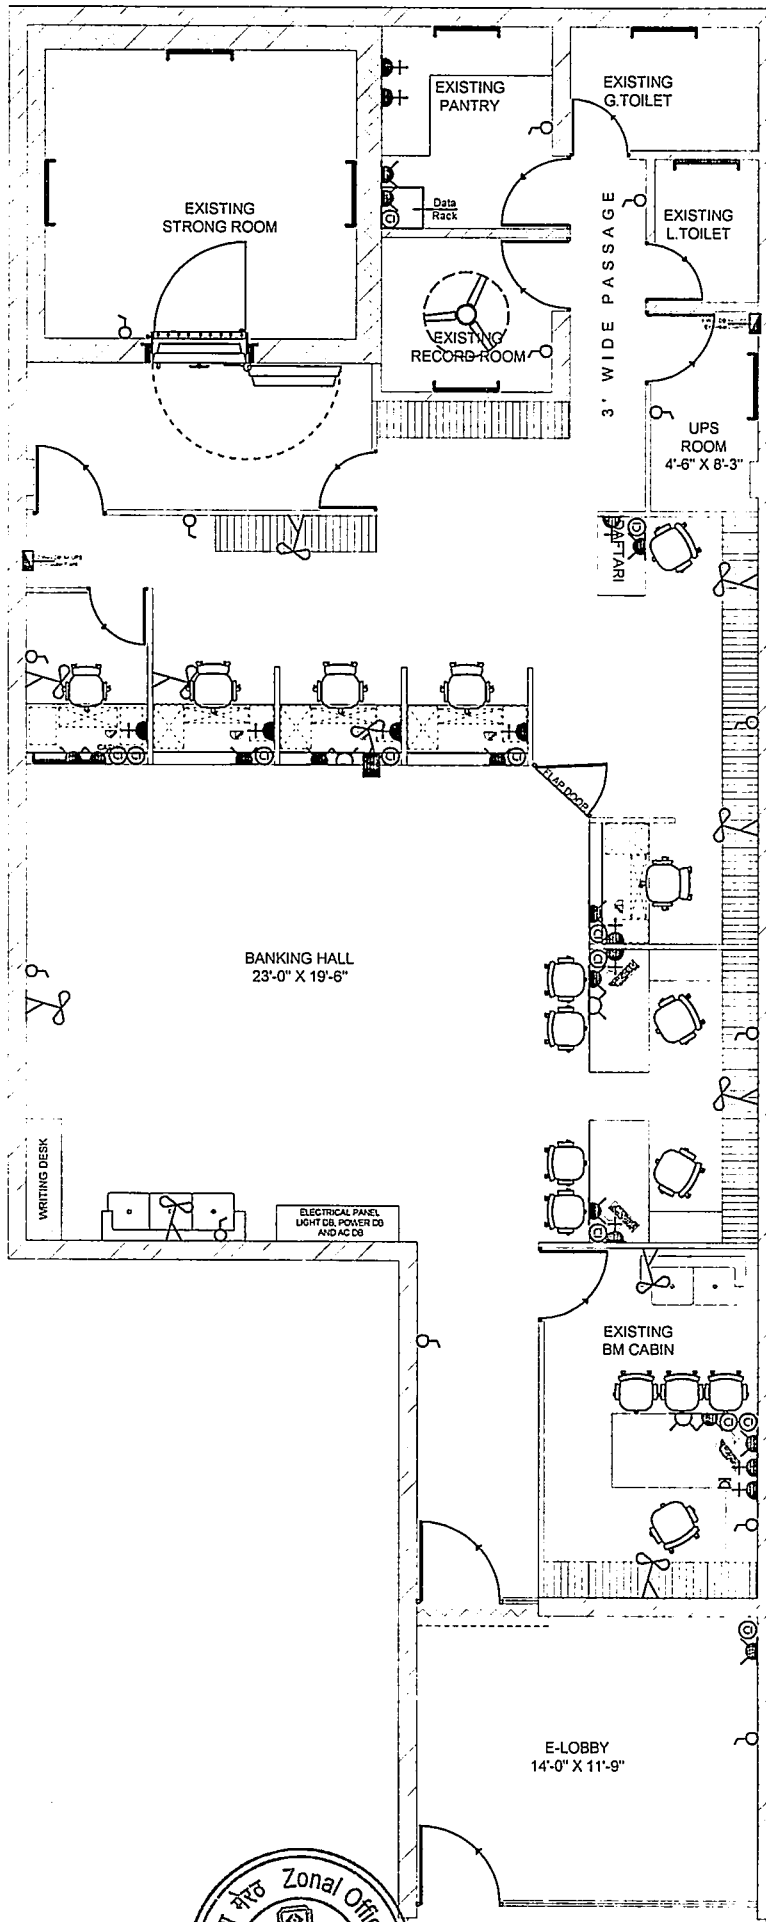 EXISTING
PANTRY
EXISTING
G.TOILET
EXISTING
STRONG ROOM
Data
Rack
EXISTING
L.TOILET
3' WIDE PASSAGE
EXISTING
RECORD ROOM
UPS
ROOM
4'-6" X 8'-3"
DAFTARI
FLAP DOOR
BANKING HALL
23'-0" X 19'-6"
WRITING DESK
ELECTRICAL PANEL
LIGHT DB, POWER DB
AND AC DB
EXISTING
BM CABIN
E-LOBBY
14'-0" X 11'-9"
मेरठ Zonal